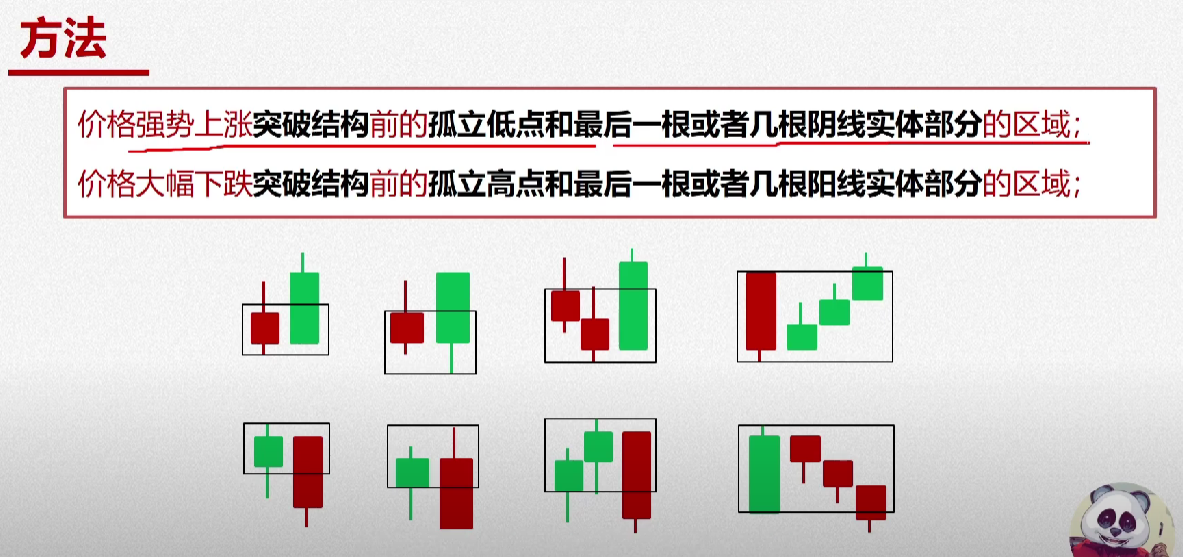 方法
价格强势上涨突破结构前的孤立低点和最后一根或者几根阴线实体部分的区域；
价格大幅下跌突破结构前的孤立高点和最后一根或者几根阳线实体部分的区域；